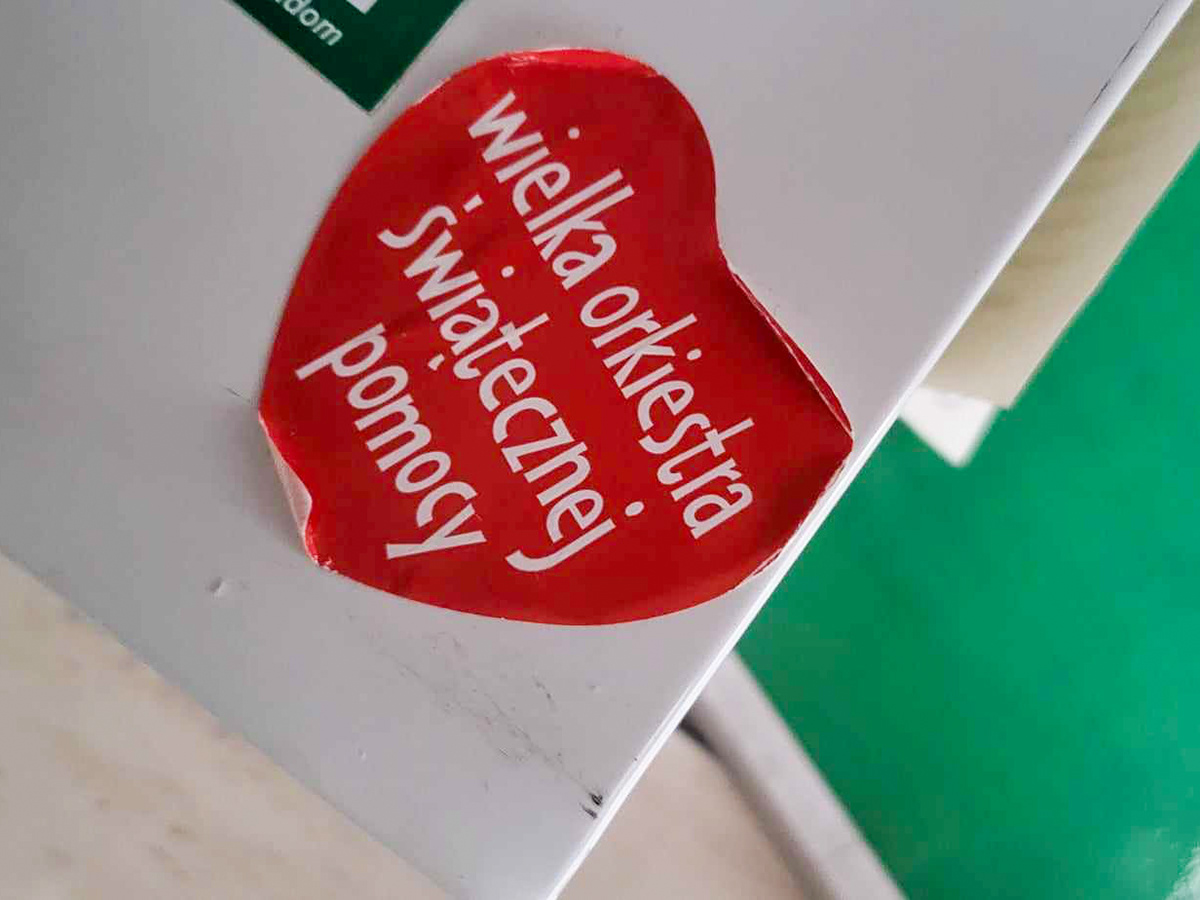 wielka orkiestra
świątecznej
pomocy